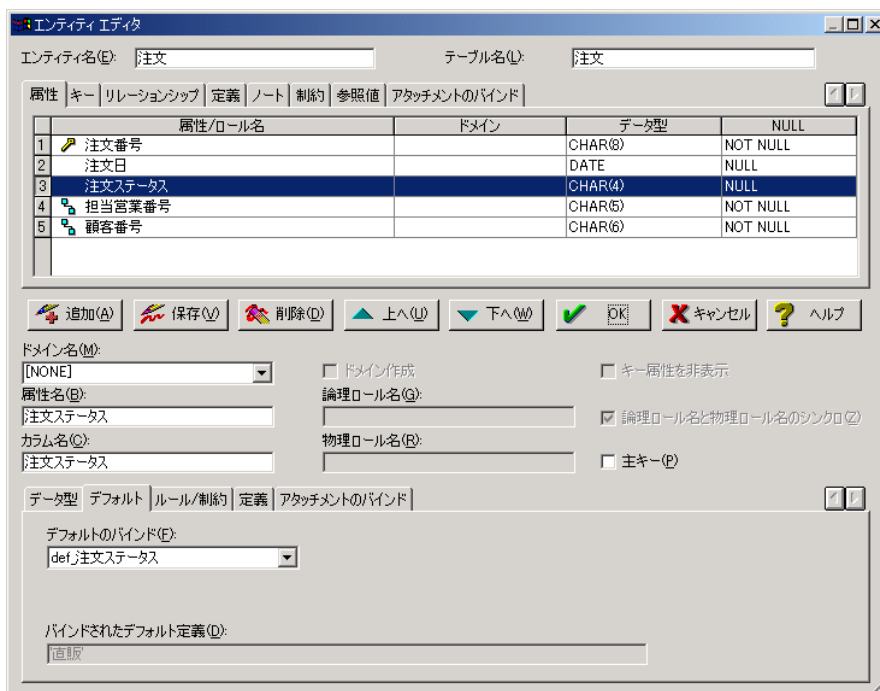 エンティティ エディタ
エンティティ名(E): 注文 テーブル名(L): 注文
属性 キー リレーションシップ 定義 ノート 制約 参照値 アタッチメントのバインド
属性/ロール名 ドメイン データ型 NULL
1 注文番号 CHAR(8) NOT NULL
2 注文日 DATE NULL
3 注文ステータス CHAR(4) NULL
4 担当営業番号 CHAR(5) NOT NULL
5 顧客番号 CHAR(6) NOT NULL
追加(A) 保存(V) 削除(D) 上へ(U) 下へ(W) OK キャンセル ヘルプ
ドメイン名(M):
[NONE] ドメイン作成 キー属性を非表示
属性名(B): 論理ロール名(G):
注文ステータス 論理ロール名と物理ロール名のシンクロ(Z)
カラム名(C): 物理ロール名(R):
注文ステータス 主キー(P)
データ型 デフォルト ルール/制約 定義 アタッチメントのバインド
デフォルトのバインド(F):
def_注文ステータス
バインドされたデフォルト定義(D):
'直販'